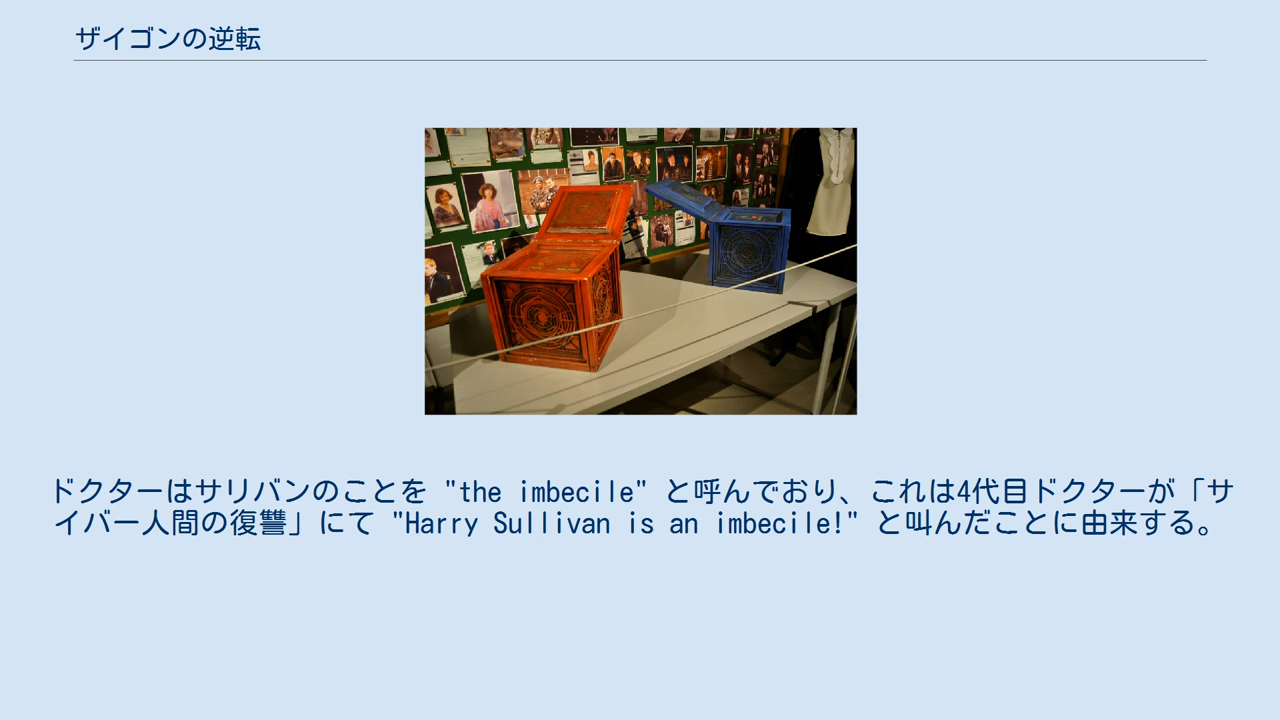 ザイゴンの逆転
ドクターはサリバンのことを "the imbecile" と呼んでおり、これは4代目ドクターが「サ
イバー人間の復讐」にて "Harry Sullivan is an imbecile!" と叫んだことに由来する。